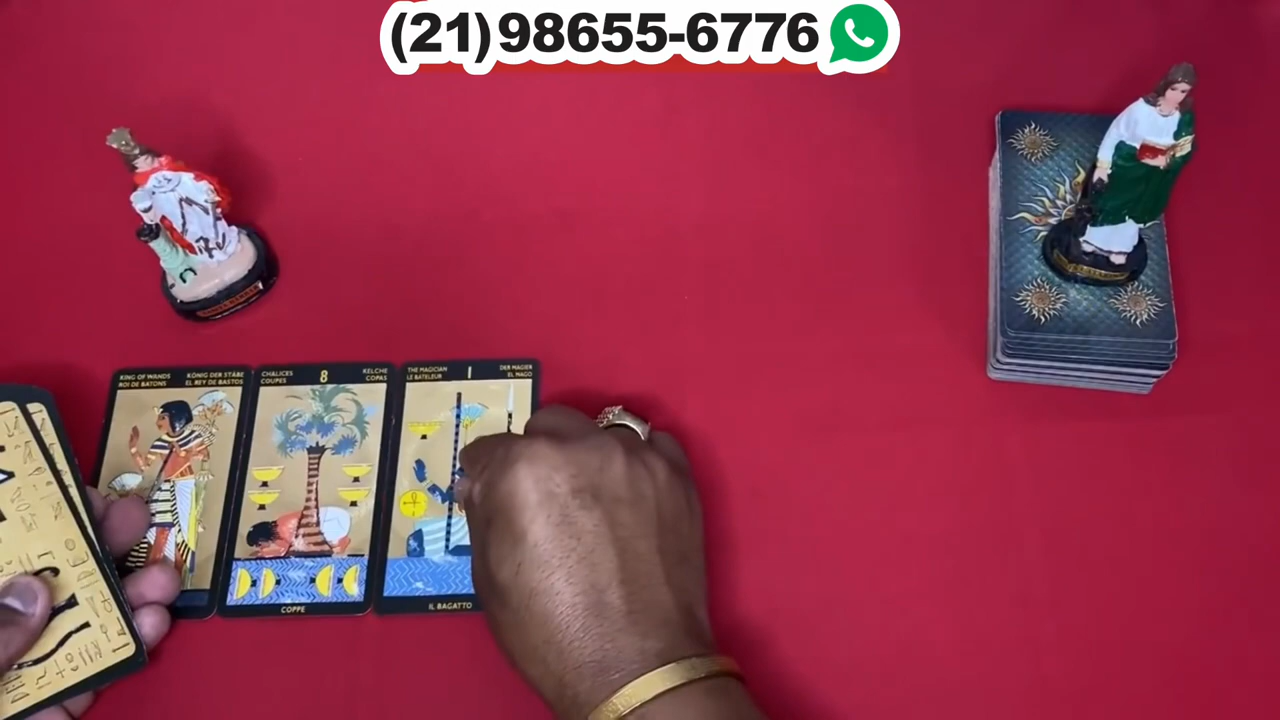 (21)98655-6776
KING OF WANDS
ROI DE BATONS
KÖNIG DER STÄBE
EL REY DE BASTOS
CHALICES
COUPES
8
KELCHE
COPAS
THE MAGICIAN
LE BATELEUR
I
DER MAGIER
EL MAGO
COPPE
IL BAGATTO